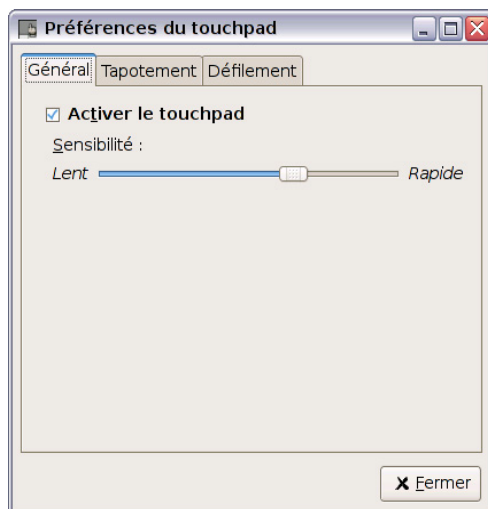 Préférences du touchpad
Général Tapotement Défilement
Activer le touchpad
Sensibilité :
Lent Rapide
Fermer